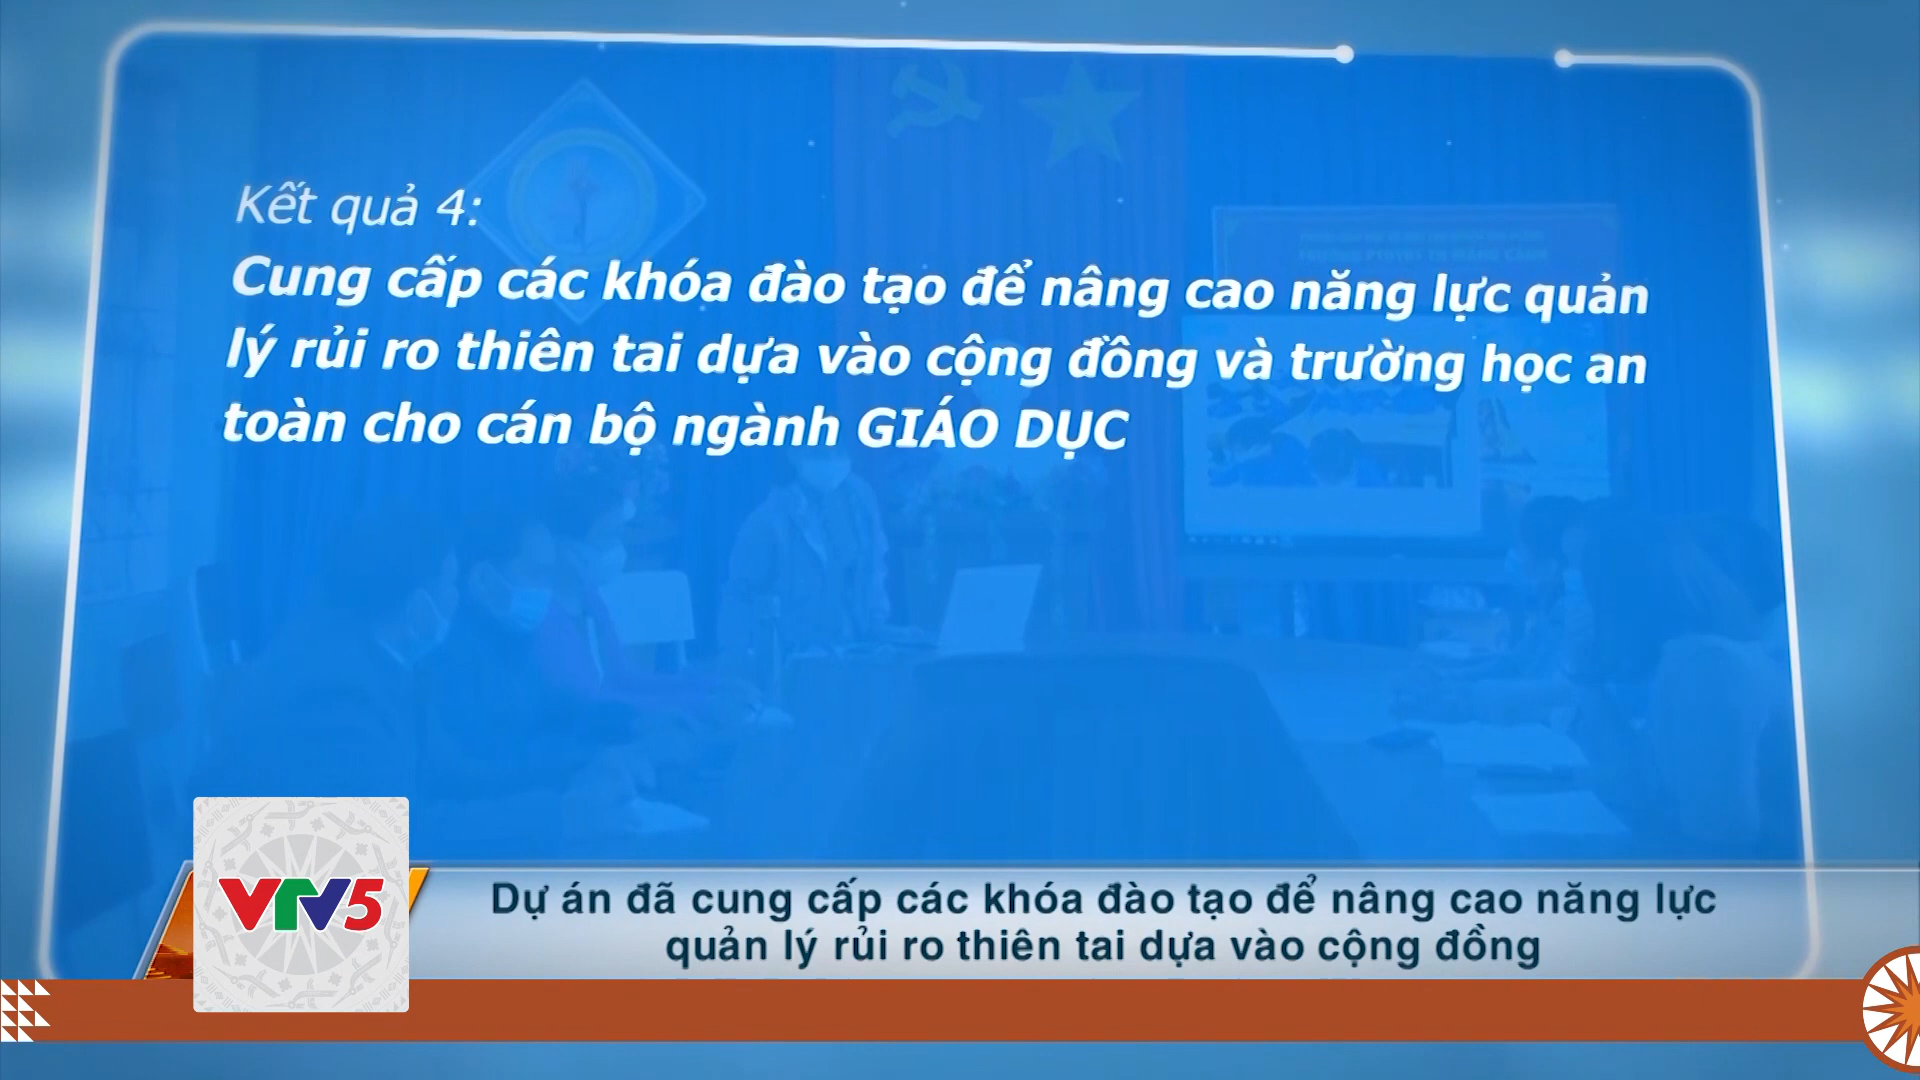 Kết quả 4:
Cung cấp các khóa đào tạo để nâng cao năng lực quản
lý rủi ro thiên tai dựa vào cộng đồng và trường học an
toàn cho cán bộ ngành GIÁO DỤC
Dự án đã cung cấp các khóa đào tạo để nâng cao năng lực
quản lý rủi ro thiên tai dựa vào cộng đồng
VTV5